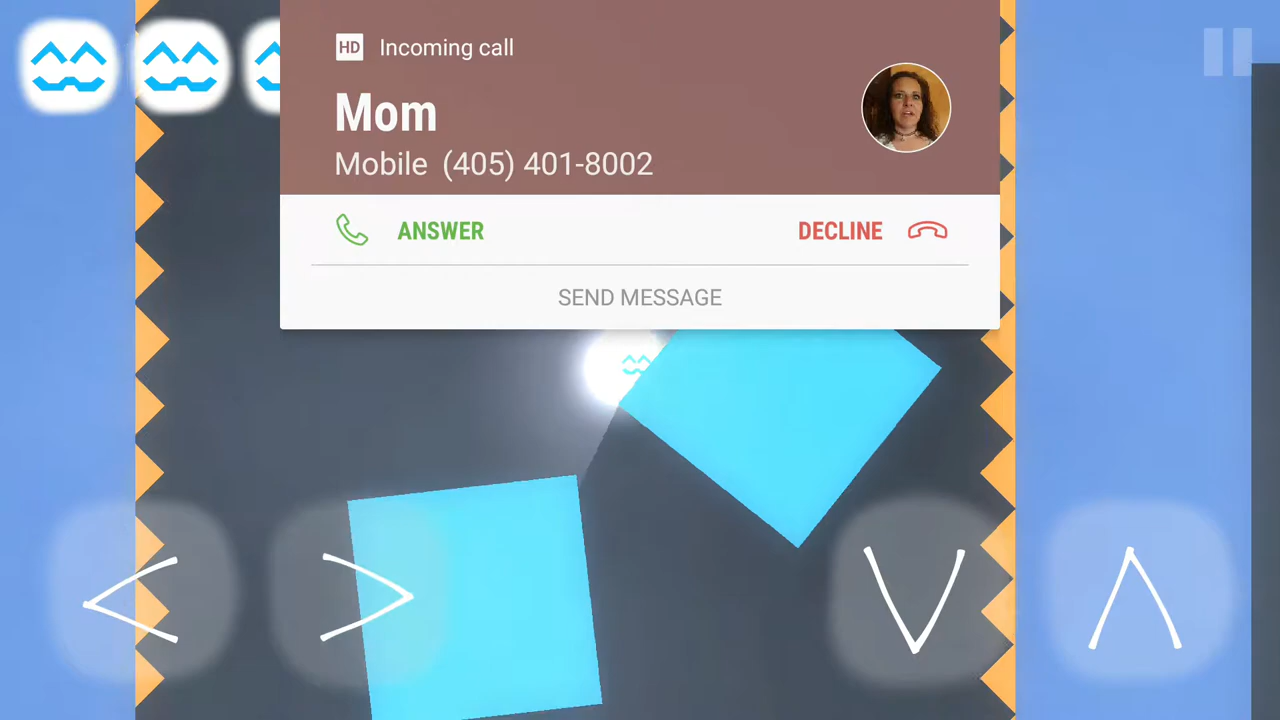 HD Incoming call
Mom
Mobile (405) 401-8002
ANSWER DECLINE
SEND MESSAGE